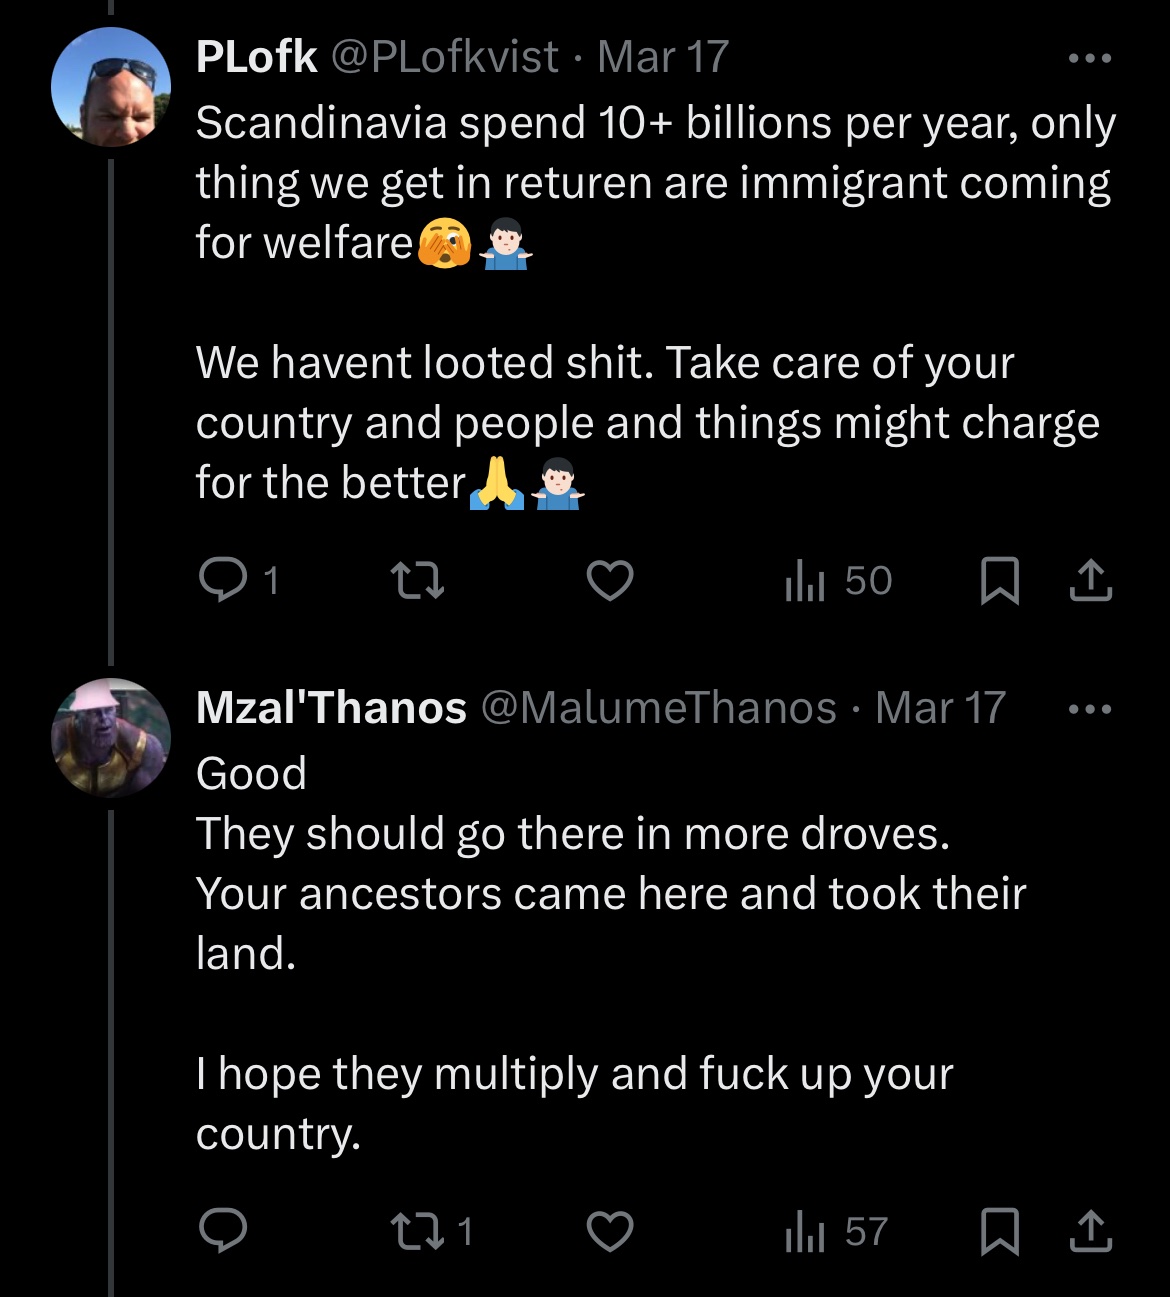 PLofk @PLofkvist · Mar 17
Scandinavia spend 10+ billions per year, only
thing we get in returen are immigrant coming
for welfare🫣🤷🏻‍♂️
We havent looted shit. Take care of your
country and people and things might charge
for the better🙏🤷🏻‍♂️
1
50
Mzal'Thanos @MalumeThanos · Mar 17
Good
They should go there in more droves.
Your ancestors came here and took their
land.
I hope they multiply and fuck up your
country.
1
57